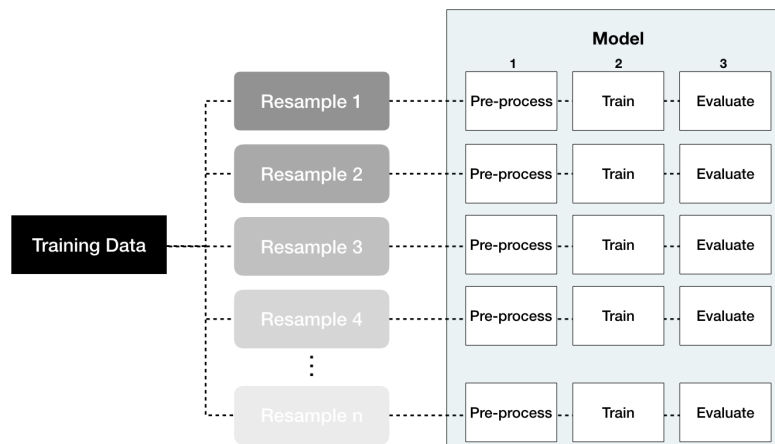 Model
1 2 3
Resample 1 Pre-process Train Evaluate
Resample 2 Pre-process Train Evaluate
Training Data Resample 3 Pre-process Train Evaluate
Resample 4 Pre-process Train Evaluate
Resample n Pre-process Train Evaluate